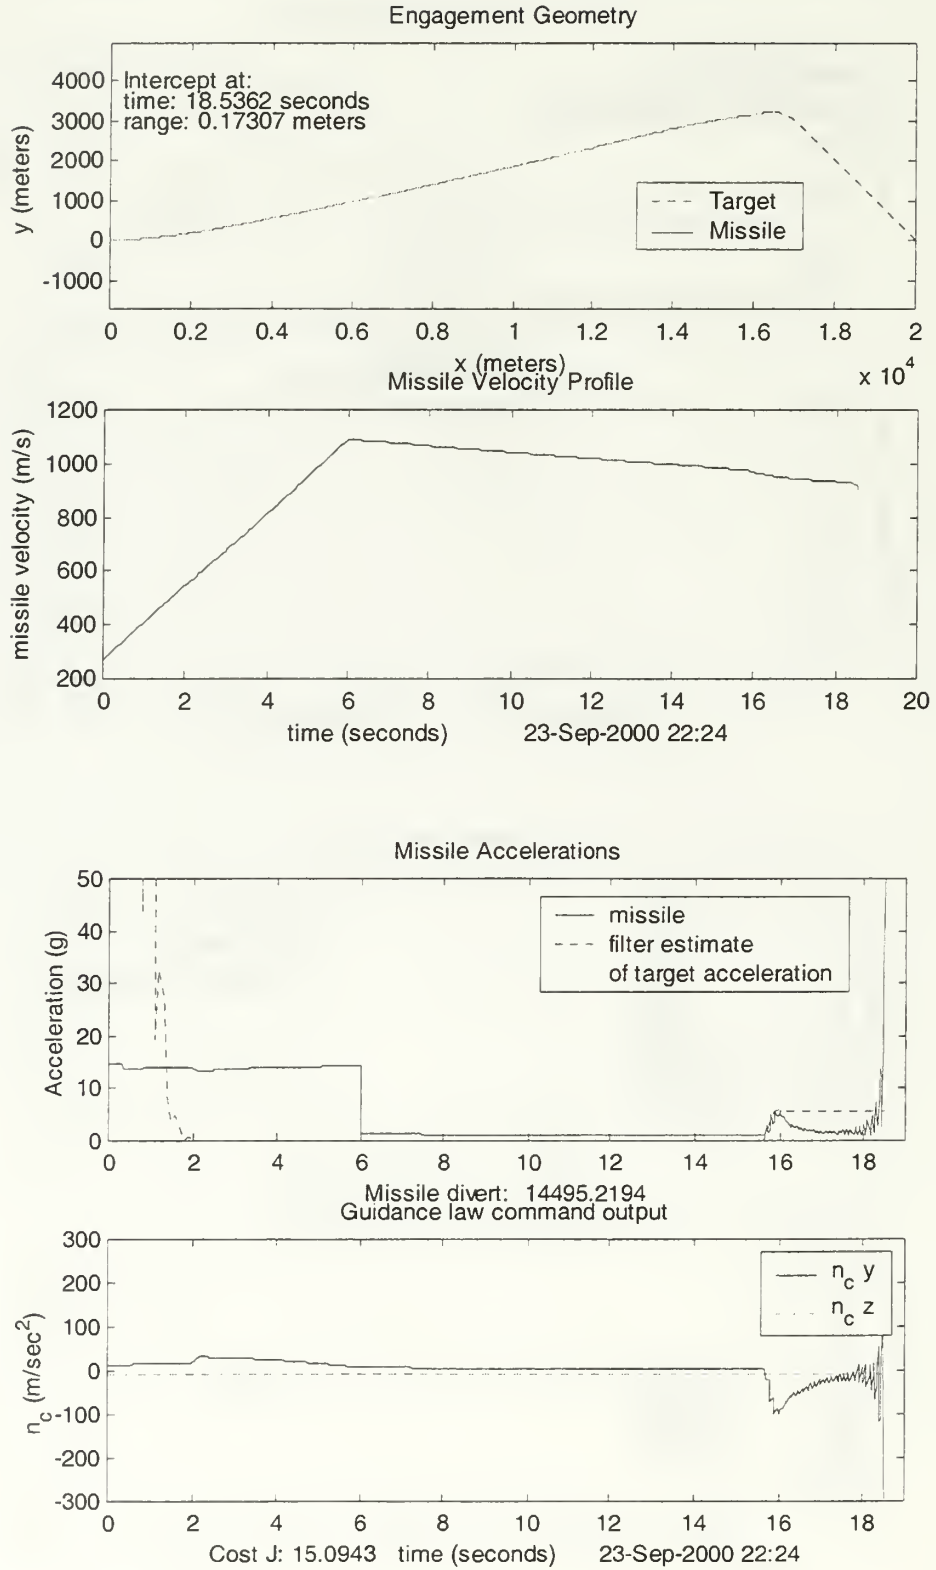 Engagement Geometry
Intercept at:
time: 18.5362 seconds
range: 0.17307 meters
y (meters)
4000
3000
2000
1000
0
-1000
Target
Missile
0 0.2 0.4 0.6 0.8 1 1.2 1.4 1.6 1.8 2
x (meters)
x 10^4
Missile Velocity Profile
missile velocity (m/s)
1200
1000
800
600
400
200
0 2 4 6 8 10 12 14 16 18 20
time (seconds) 23-Sep-2000 22:24
Missile Accelerations
Acceleration (g)
50
40
30
20
10
0
missile
filter estimate
of target acceleration
0 2 4 6 8 10 12 14 16 18
Missile divert: 14495.2194
Guidance law command output
n_c (m/sec^2)
300
200
100
0
-100
-200
-300
n_c y
n_c z
0 2 4 6 8 10 12 14 16 18
Cost J: 15.0943 time (seconds) 23-Sep-2000 22:24